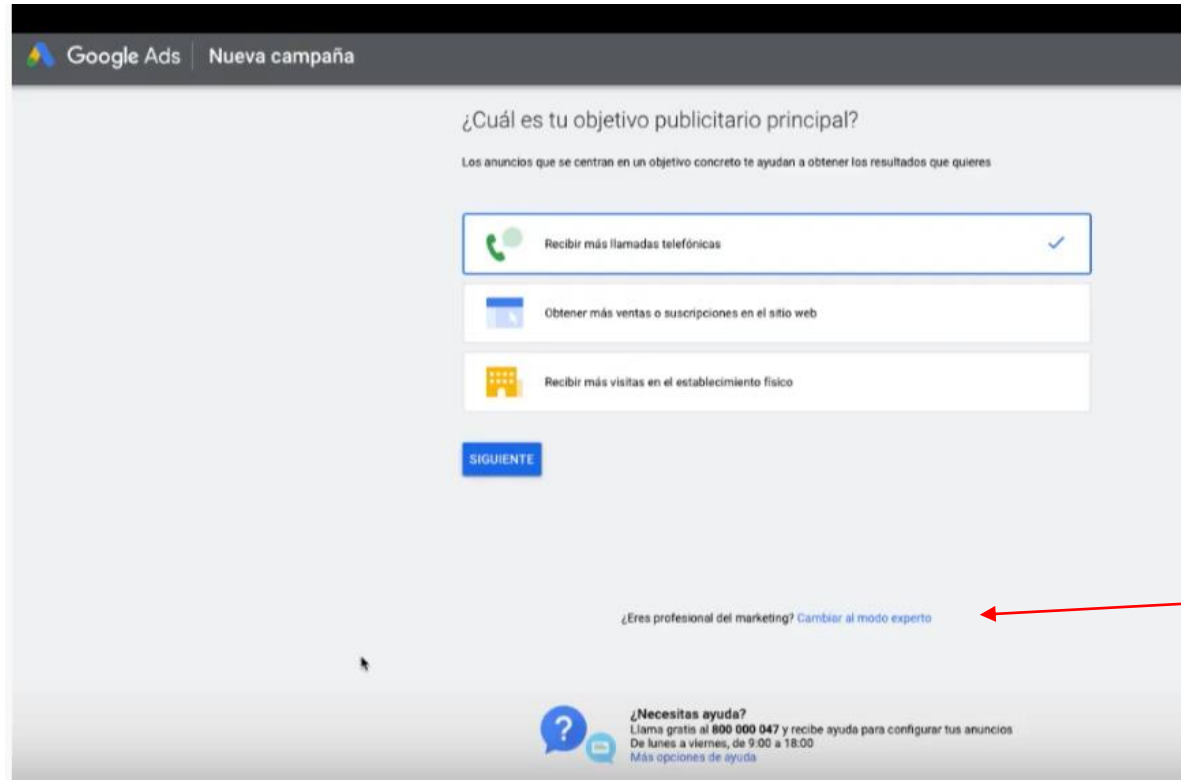 Google Ads Nueva campaña
¿Cuál es tu objetivo publicitario principal?
Los anuncios que se centran en un objetivo concreto te ayudan a obtener los resultados que quieres
Recibir más llamadas telefónicas
Obtener más ventas o suscripciones en el sitio web
Recibir más visitas en el establecimiento físico
SIGUIENTE
¿Eres profesional del marketing? Cambiar al modo experto
¿Necesitas ayuda?
Llama gratis al 800 000 047 y recibe ayuda para configurar tus anuncios
De lunes a viernes, de 9:00 a 18:00
Más opciones de ayuda